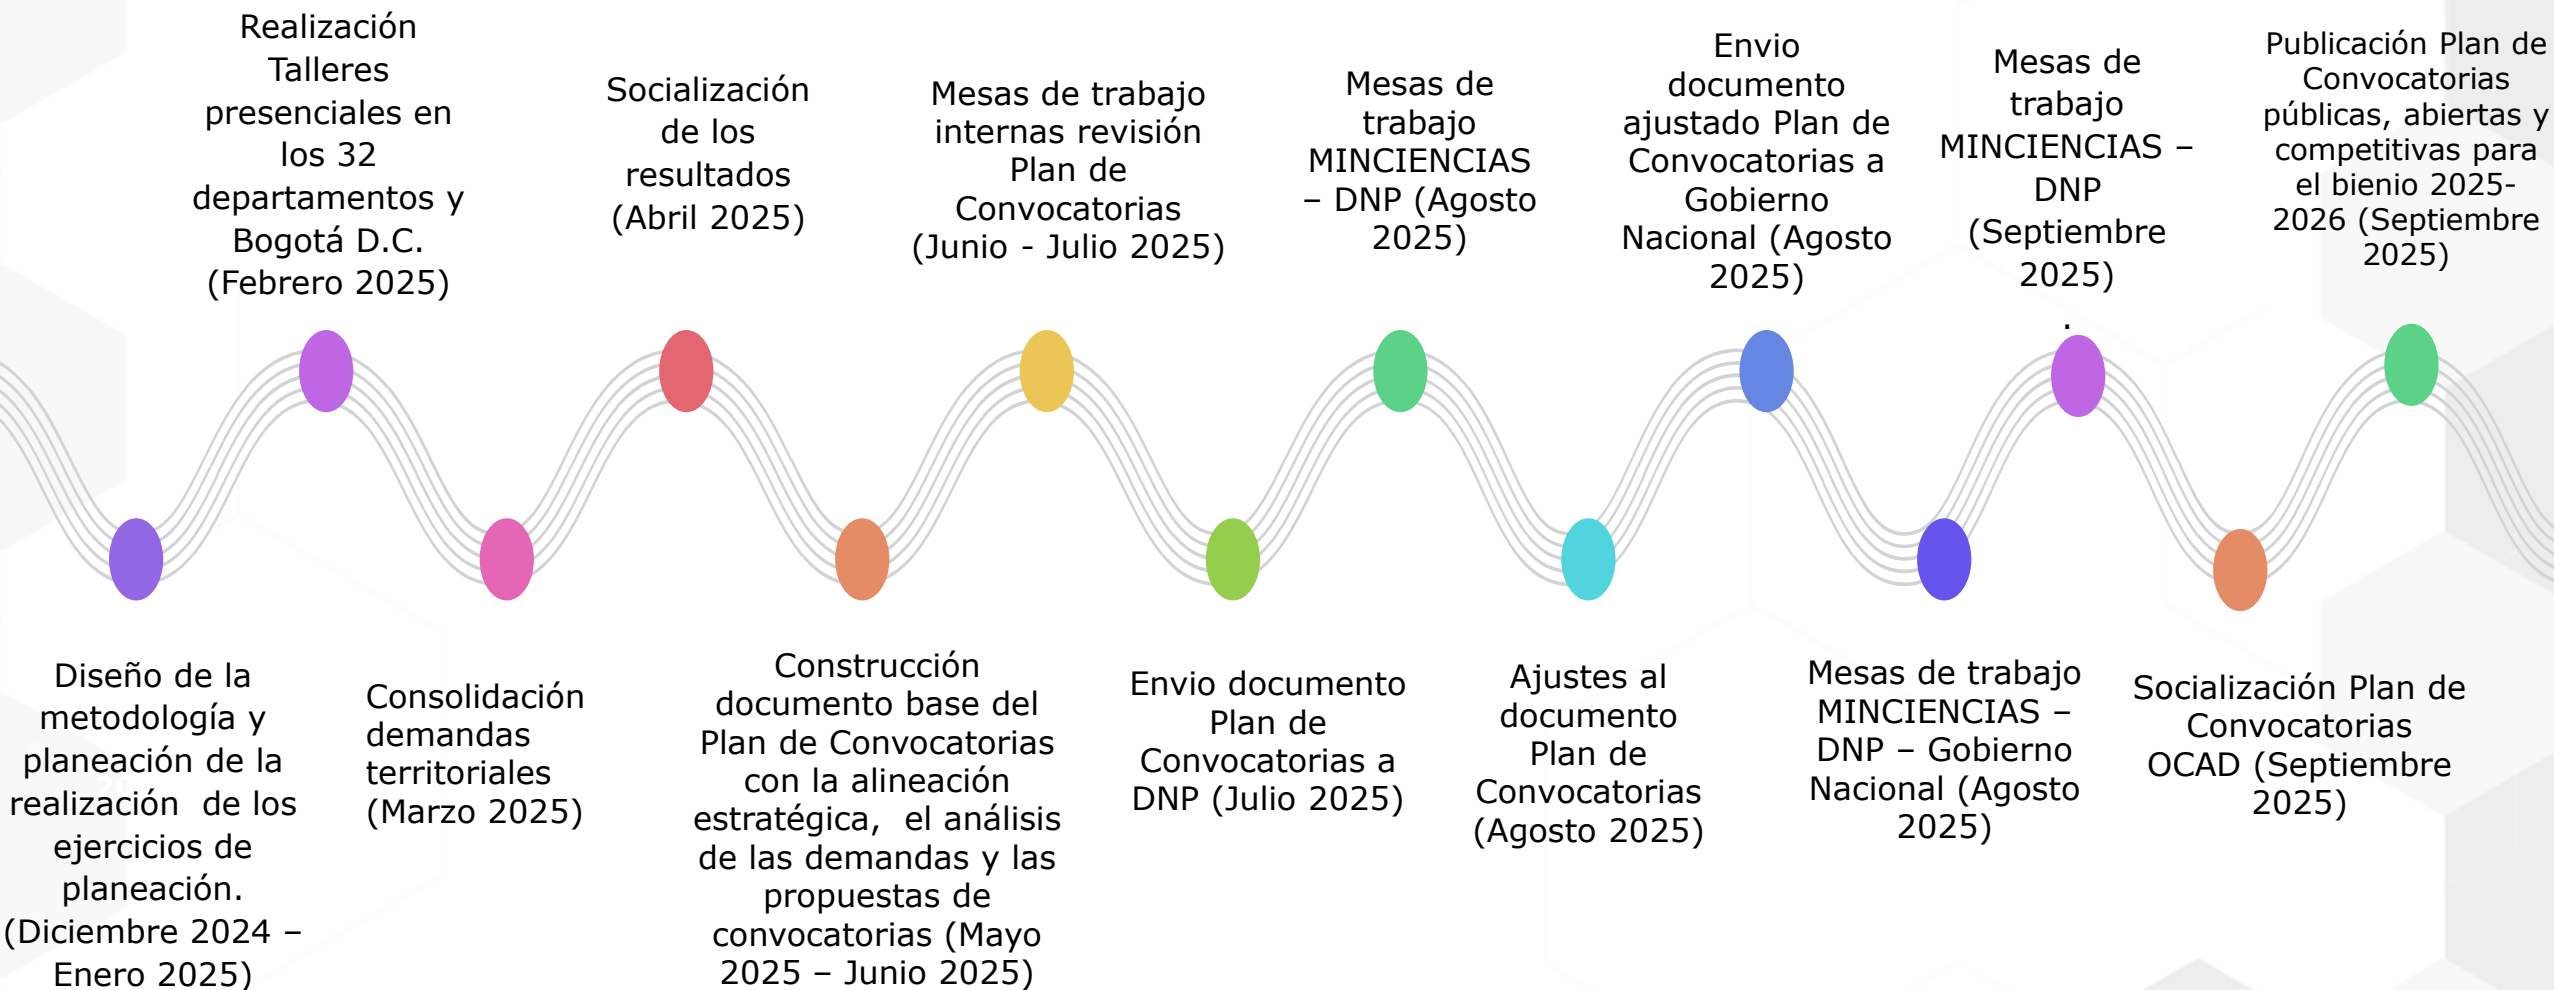 Realización
Talleres
presenciales en
los 32
departamentos y
Bogotá D.C.
(Febrero 2025)
Socialización
de los
resultados
(Abril 2025)
Mesas de trabajo
internas revisión
Plan de
Convocatorias
(Junio - Julio 2025)
Mesas de
trabajo
MINCIENCIAS
– DNP (Agosto
2025)
Envio
documento
ajustado Plan de
Convocatorias a
Gobierno
Nacional (Agosto
2025)
Mesas de
trabajo
MINCIENCIAS –
DNP
(Septiembre
2025)
.
Publicación Plan de
Convocatorias
públicas, abiertas y
competitivas para
el bienio 2025-
2026 (Septiembre
2025)
Diseño de la
metodología y
planeación de la
realización  de los
ejercicios de
planeación.
(Diciembre 2024 –
Enero 2025)
Consolidación
demandas
territoriales
(Marzo 2025)
Construcción
documento base del
Plan de Convocatorias
con la alineación
estratégica,  el análisis
de las demandas y las
propuestas de
convocatorias (Mayo
2025 – Junio 2025)
Envio documento
Plan de
Convocatorias a
DNP (Julio 2025)
Ajustes al
documento
Plan de
Convocatorias
(Agosto 2025)
Mesas de trabajo
MINCIENCIAS –
DNP – Gobierno
Nacional (Agosto
2025)
Socialización Plan de
Convocatorias
OCAD (Septiembre
2025)